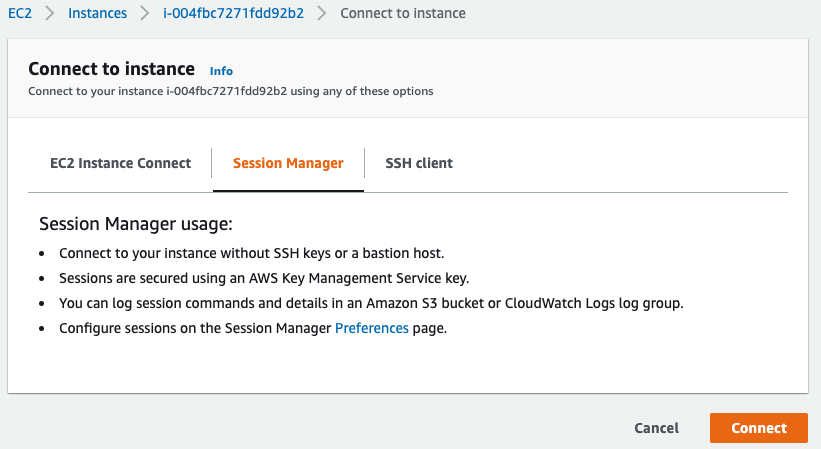 EC2 > Instances > i-004fbc7271fdd92b2 > Connect to instance
Connect to instance Info
Connect to your instance i-004fbc7271fdd92b2 using any of these options
EC2 Instance Connect Session Manager SSH client
Session Manager usage:
• Connect to your instance without SSH keys or a bastion host.
• Sessions are secured using an AWS Key Management Service key.
• You can log session commands and details in an Amazon S3 bucket or CloudWatch Logs log group.
• Configure sessions on the Session Manager Preferences page.
Cancel Connect